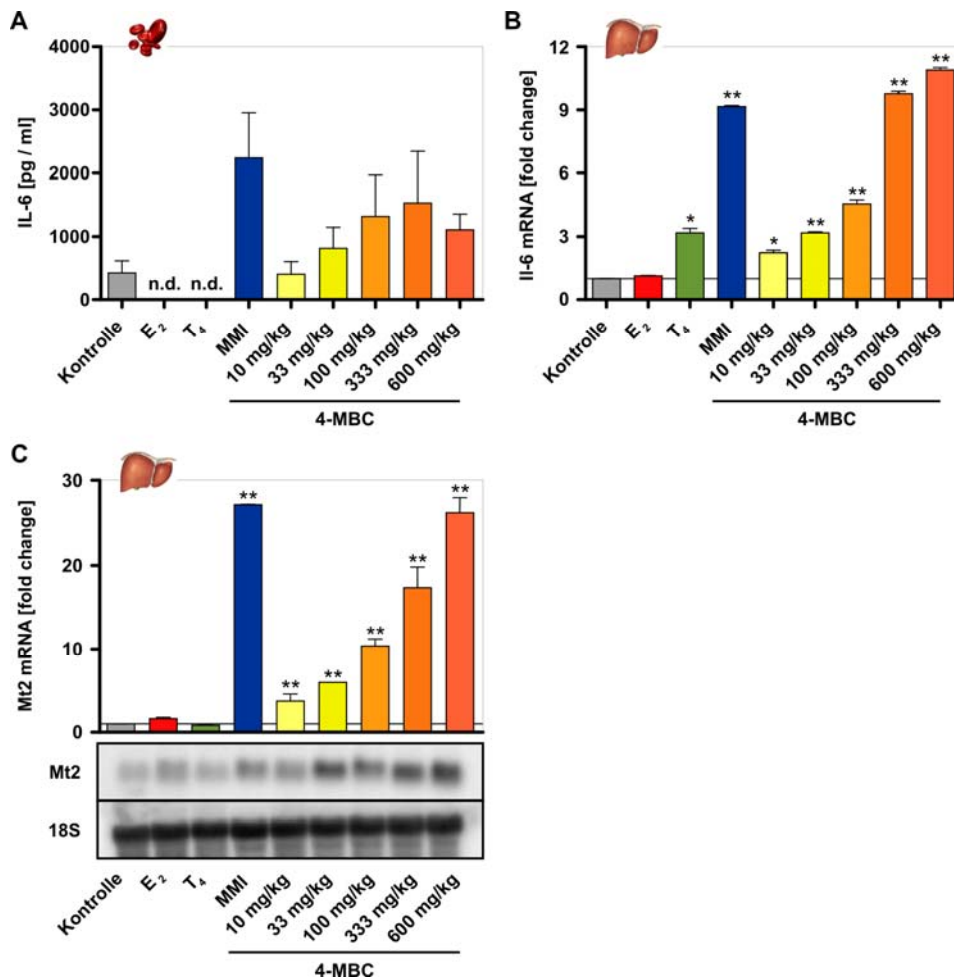 A
IL-6 [pg / ml]
4000
3000
2000
1000
0
n.d. n.d.
Kontrolle
E₂
T₄
MMI
10 mg/kg
33 mg/kg
100 mg/kg
333 mg/kg
600 mg/kg
4-MBC
B
Il-6 mRNA [fold change]
12
9
6
3
0
*
**
*
**
**
**
**
Kontrolle
E₂
T₄
MMI
10 mg/kg
33 mg/kg
100 mg/kg
333 mg/kg
600 mg/kg
4-MBC
C
Mt2 mRNA [fold change]
30
20
10
0
**
**
**
**
**
**
Mt2
18S
Kontrolle
E₂
T₄
MMI
10 mg/kg
33 mg/kg
100 mg/kg
333 mg/kg
600 mg/kg
4-MBC